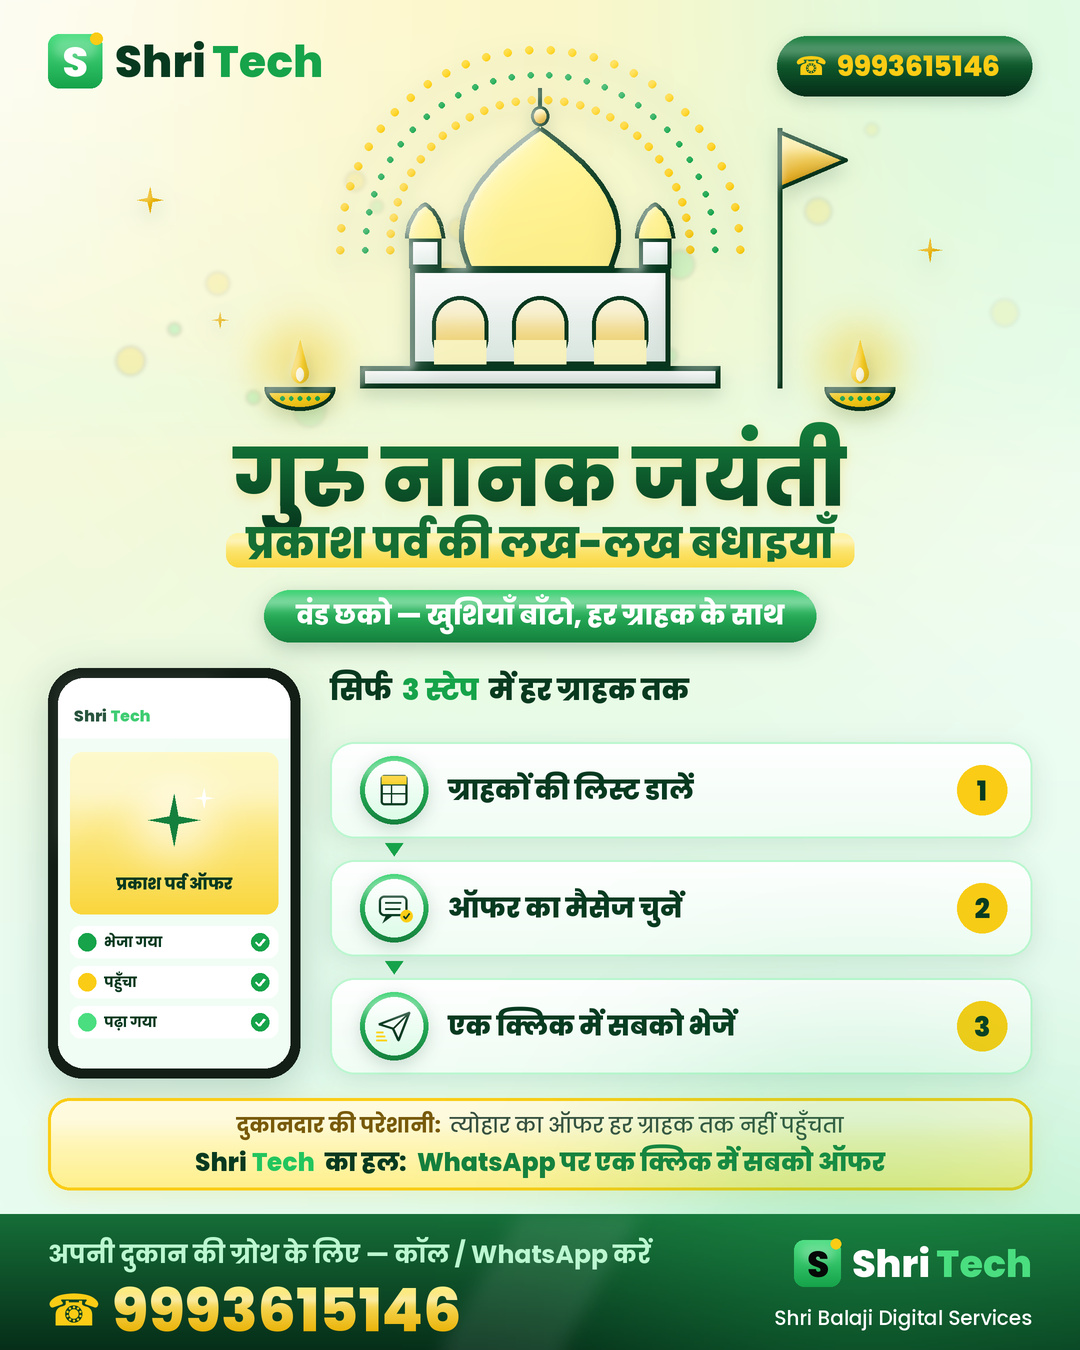 S Shri Tech
☎ 9993615146
गुरु नानक जयंती
प्रकाश पर्व की लख-लख बधाइयाँ
वंड छको — खुशियाँ बाँटो, हर ग्राहक के साथ
सिर्फ 3 स्टेप में हर ग्राहक तक
Shri Tech
प्रकाश पर्व ऑफर
भेजा गया
पहुँचा
पढ़ा गया
ग्राहकों की लिस्ट डालें 1
ऑफर का मैसेज चुनें 2
एक क्लिक में सबको भेजें 3
दुकानदार की परेशानी: त्योहार का ऑफर हर ग्राहक तक नहीं पहुँचता
Shri Tech का हल: WhatsApp पर एक क्लिक में सबको ऑफर
अपनी दुकान की ग्रोथ के लिए — कॉल / WhatsApp करें
☎ 9993615146
S Shri Tech
Shri Balaji Digital Services